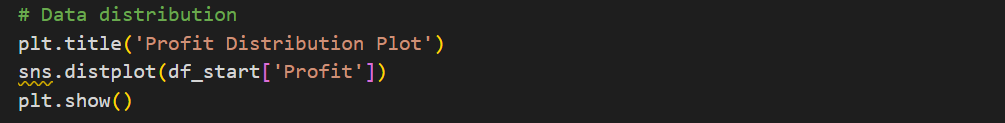 # Data distribution
plt.title('Profit Distribution Plot')
sns.distplot(df_start['Profit'])
plt.show()